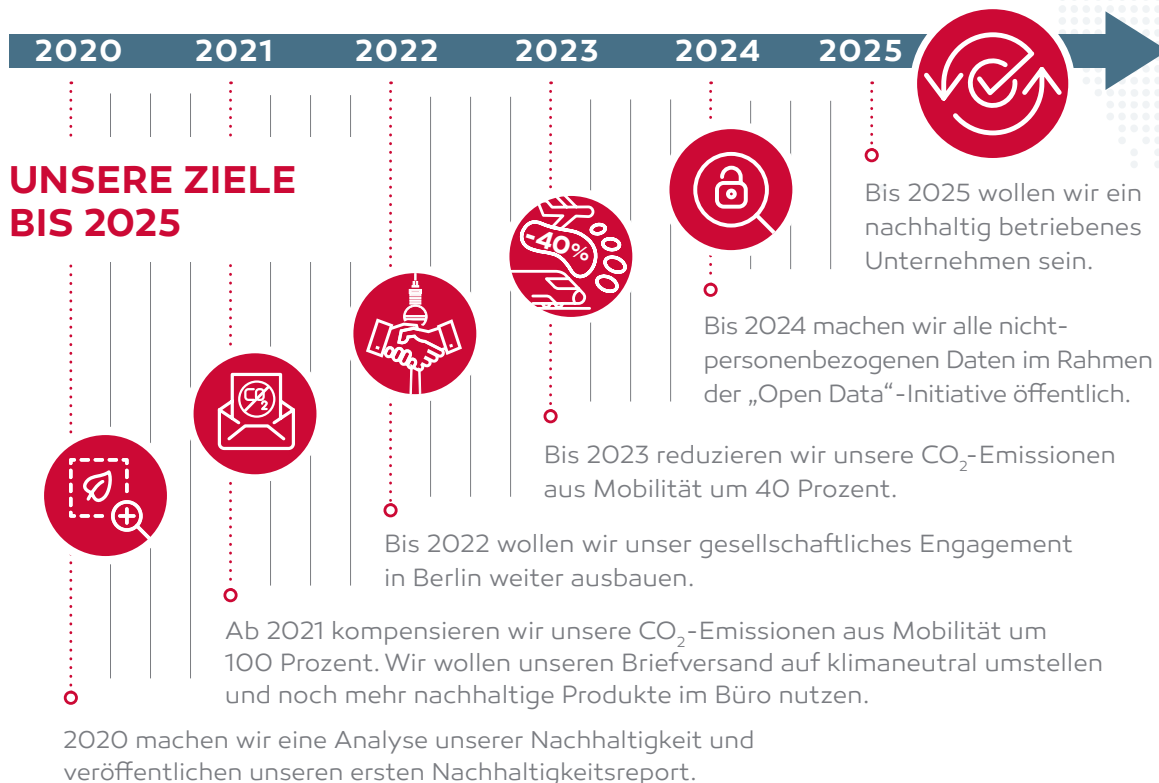 2020 2021 2022 2023 2024 2025
UNSERE ZIELE
BIS 2025
Bis 2025 wollen wir ein
nachhaltig betriebenes
Unternehmen sein.
-40%
Bis 2024 machen wir alle nicht-
personenbezogenen Daten im Rahmen
der „Open Data“-Initiative öffentlich.
CO₂
Bis 2023 reduzieren wir unsere CO₂-Emissionen
aus Mobilität um 40 Prozent.
Bis 2022 wollen wir unser gesellschaftliches Engagement
in Berlin weiter ausbauen.
Ab 2021 kompensieren wir unsere CO₂-Emissionen aus Mobilität um
100 Prozent. Wir wollen unseren Briefversand auf klimaneutral umstellen
und noch mehr nachhaltige Produkte im Büro nutzen.
2020 machen wir eine Analyse unserer Nachhaltigkeit und
veröffentlichen unseren ersten Nachhaltigkeitsreport.